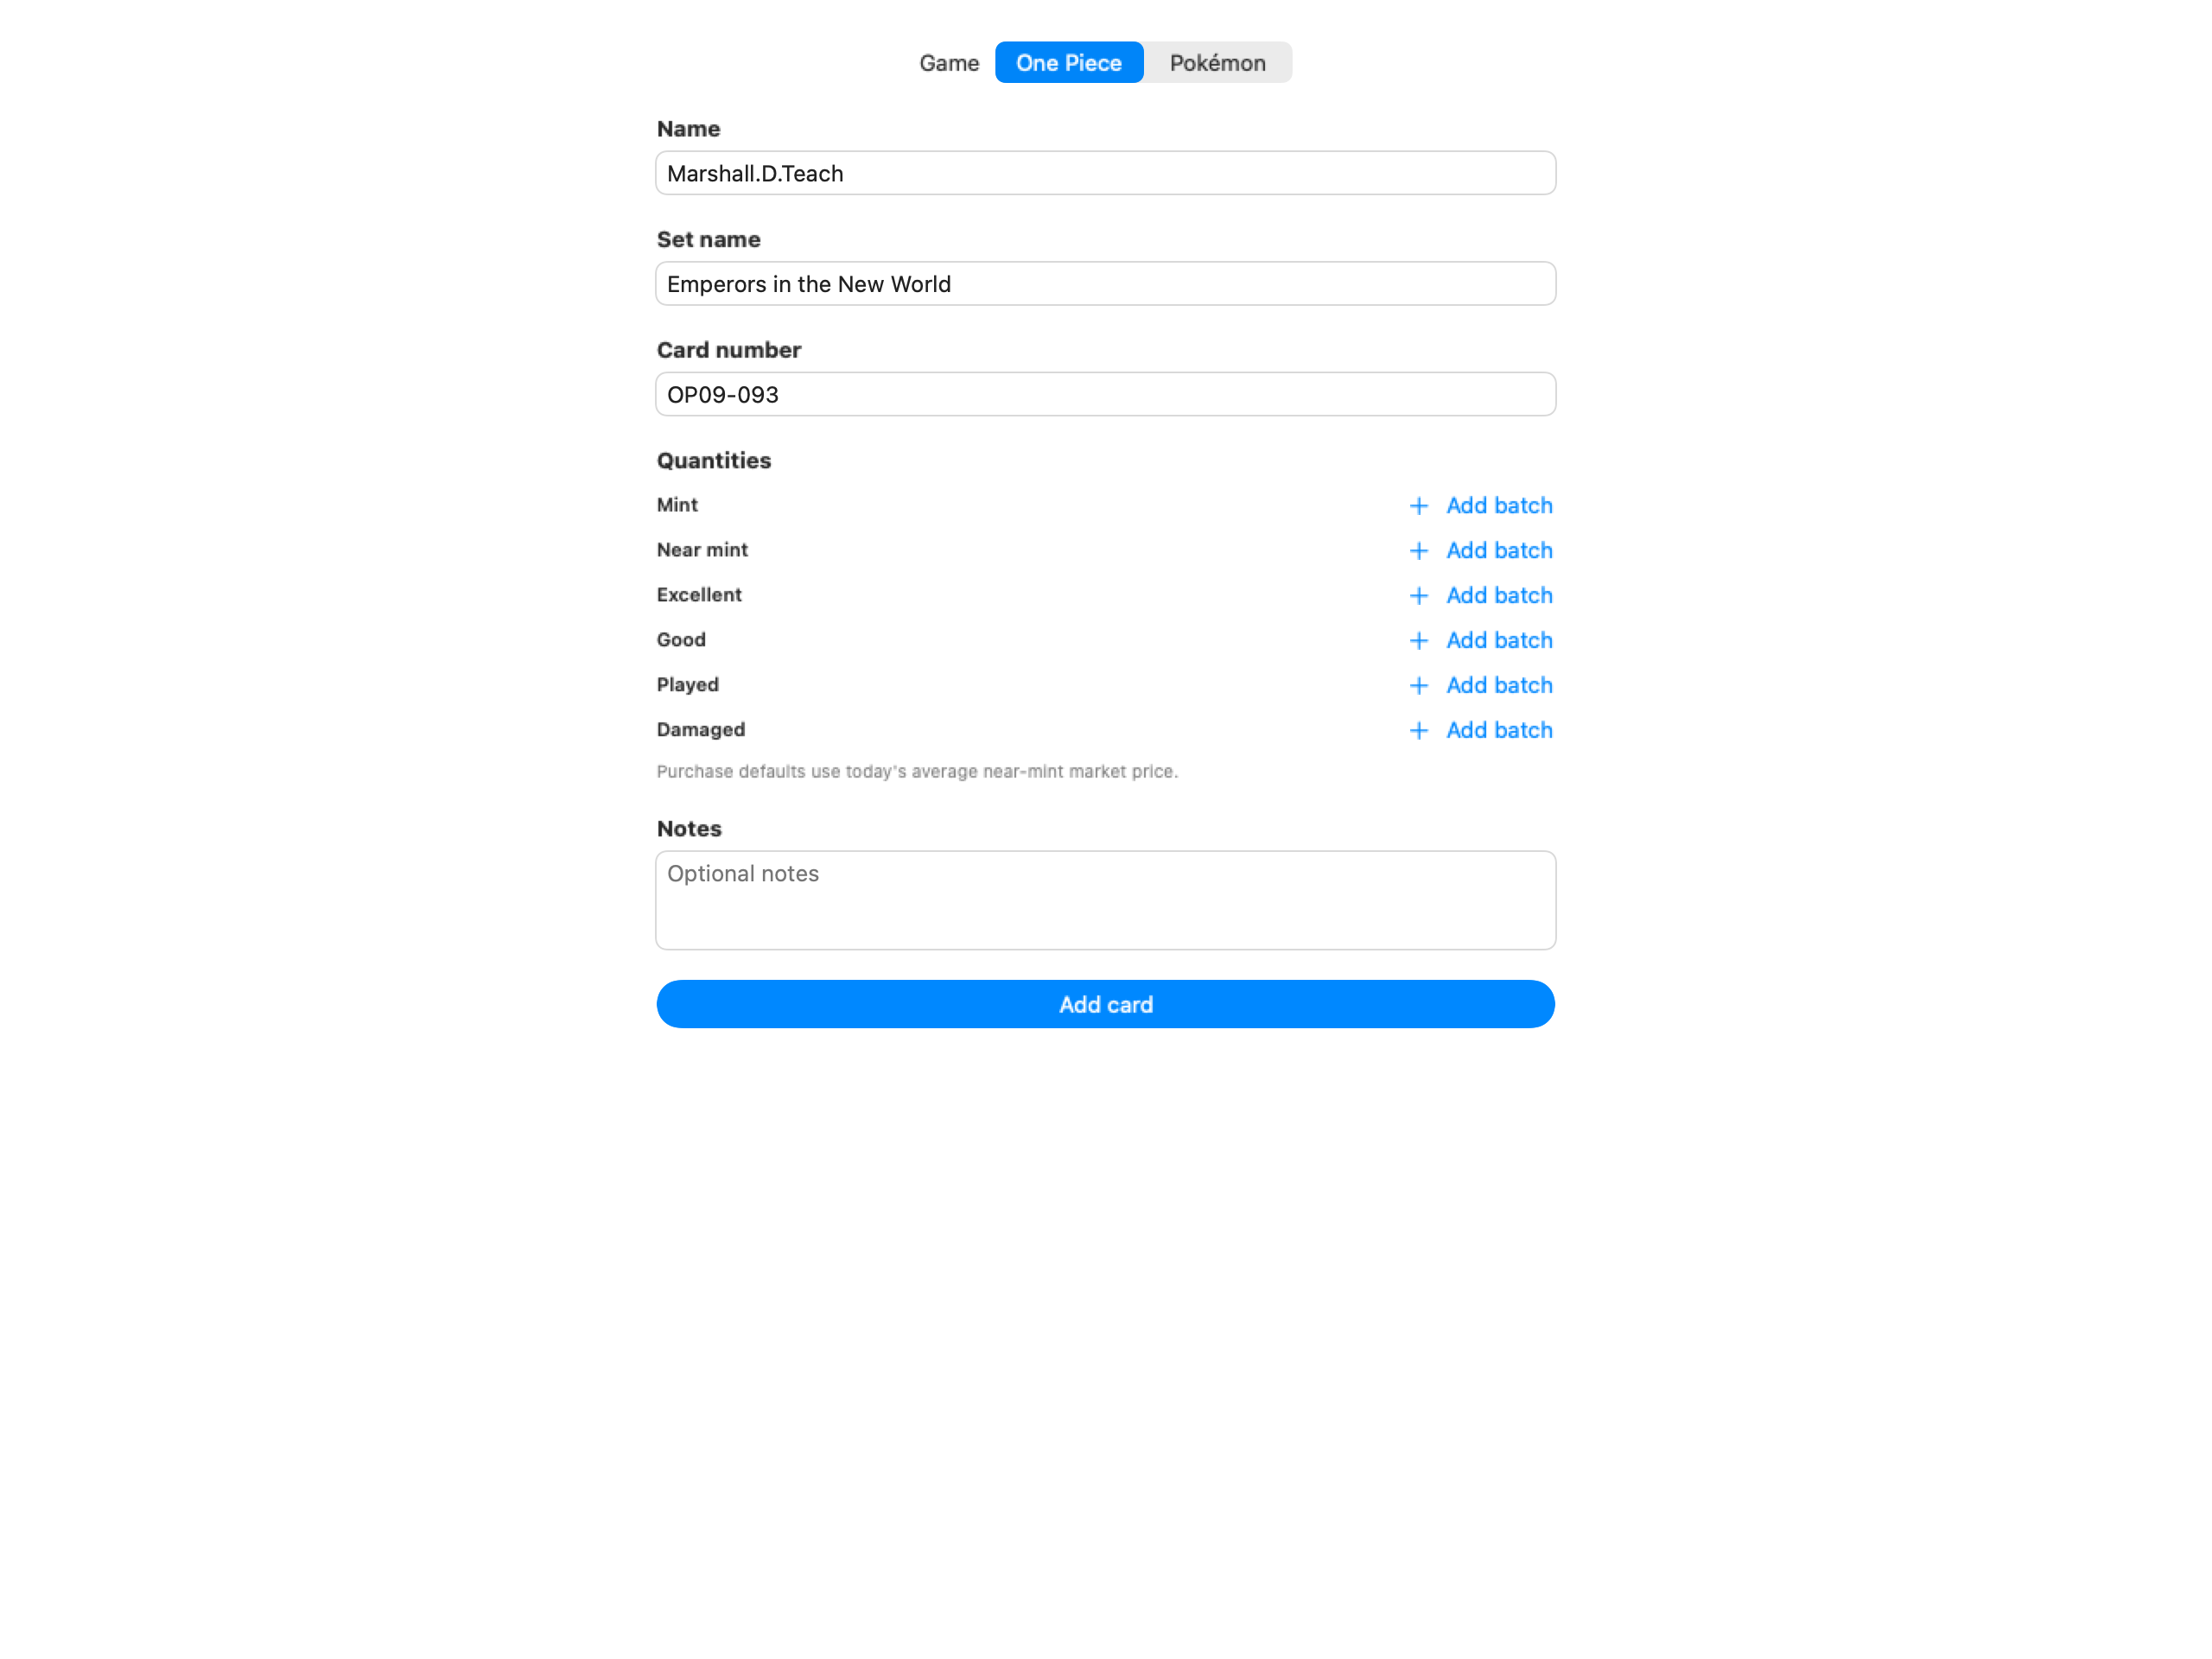 Game One Piece Pokémon
Name
Marshall.D.Teach
Set name
Emperors in the New World
Card number
OP09-093
Quantities
Mint + Add batch
Near mint + Add batch
Excellent + Add batch
Good + Add batch
Played + Add batch
Damaged + Add batch
Purchase defaults use today's average near-mint market price.
Notes
Optional notes
Add card